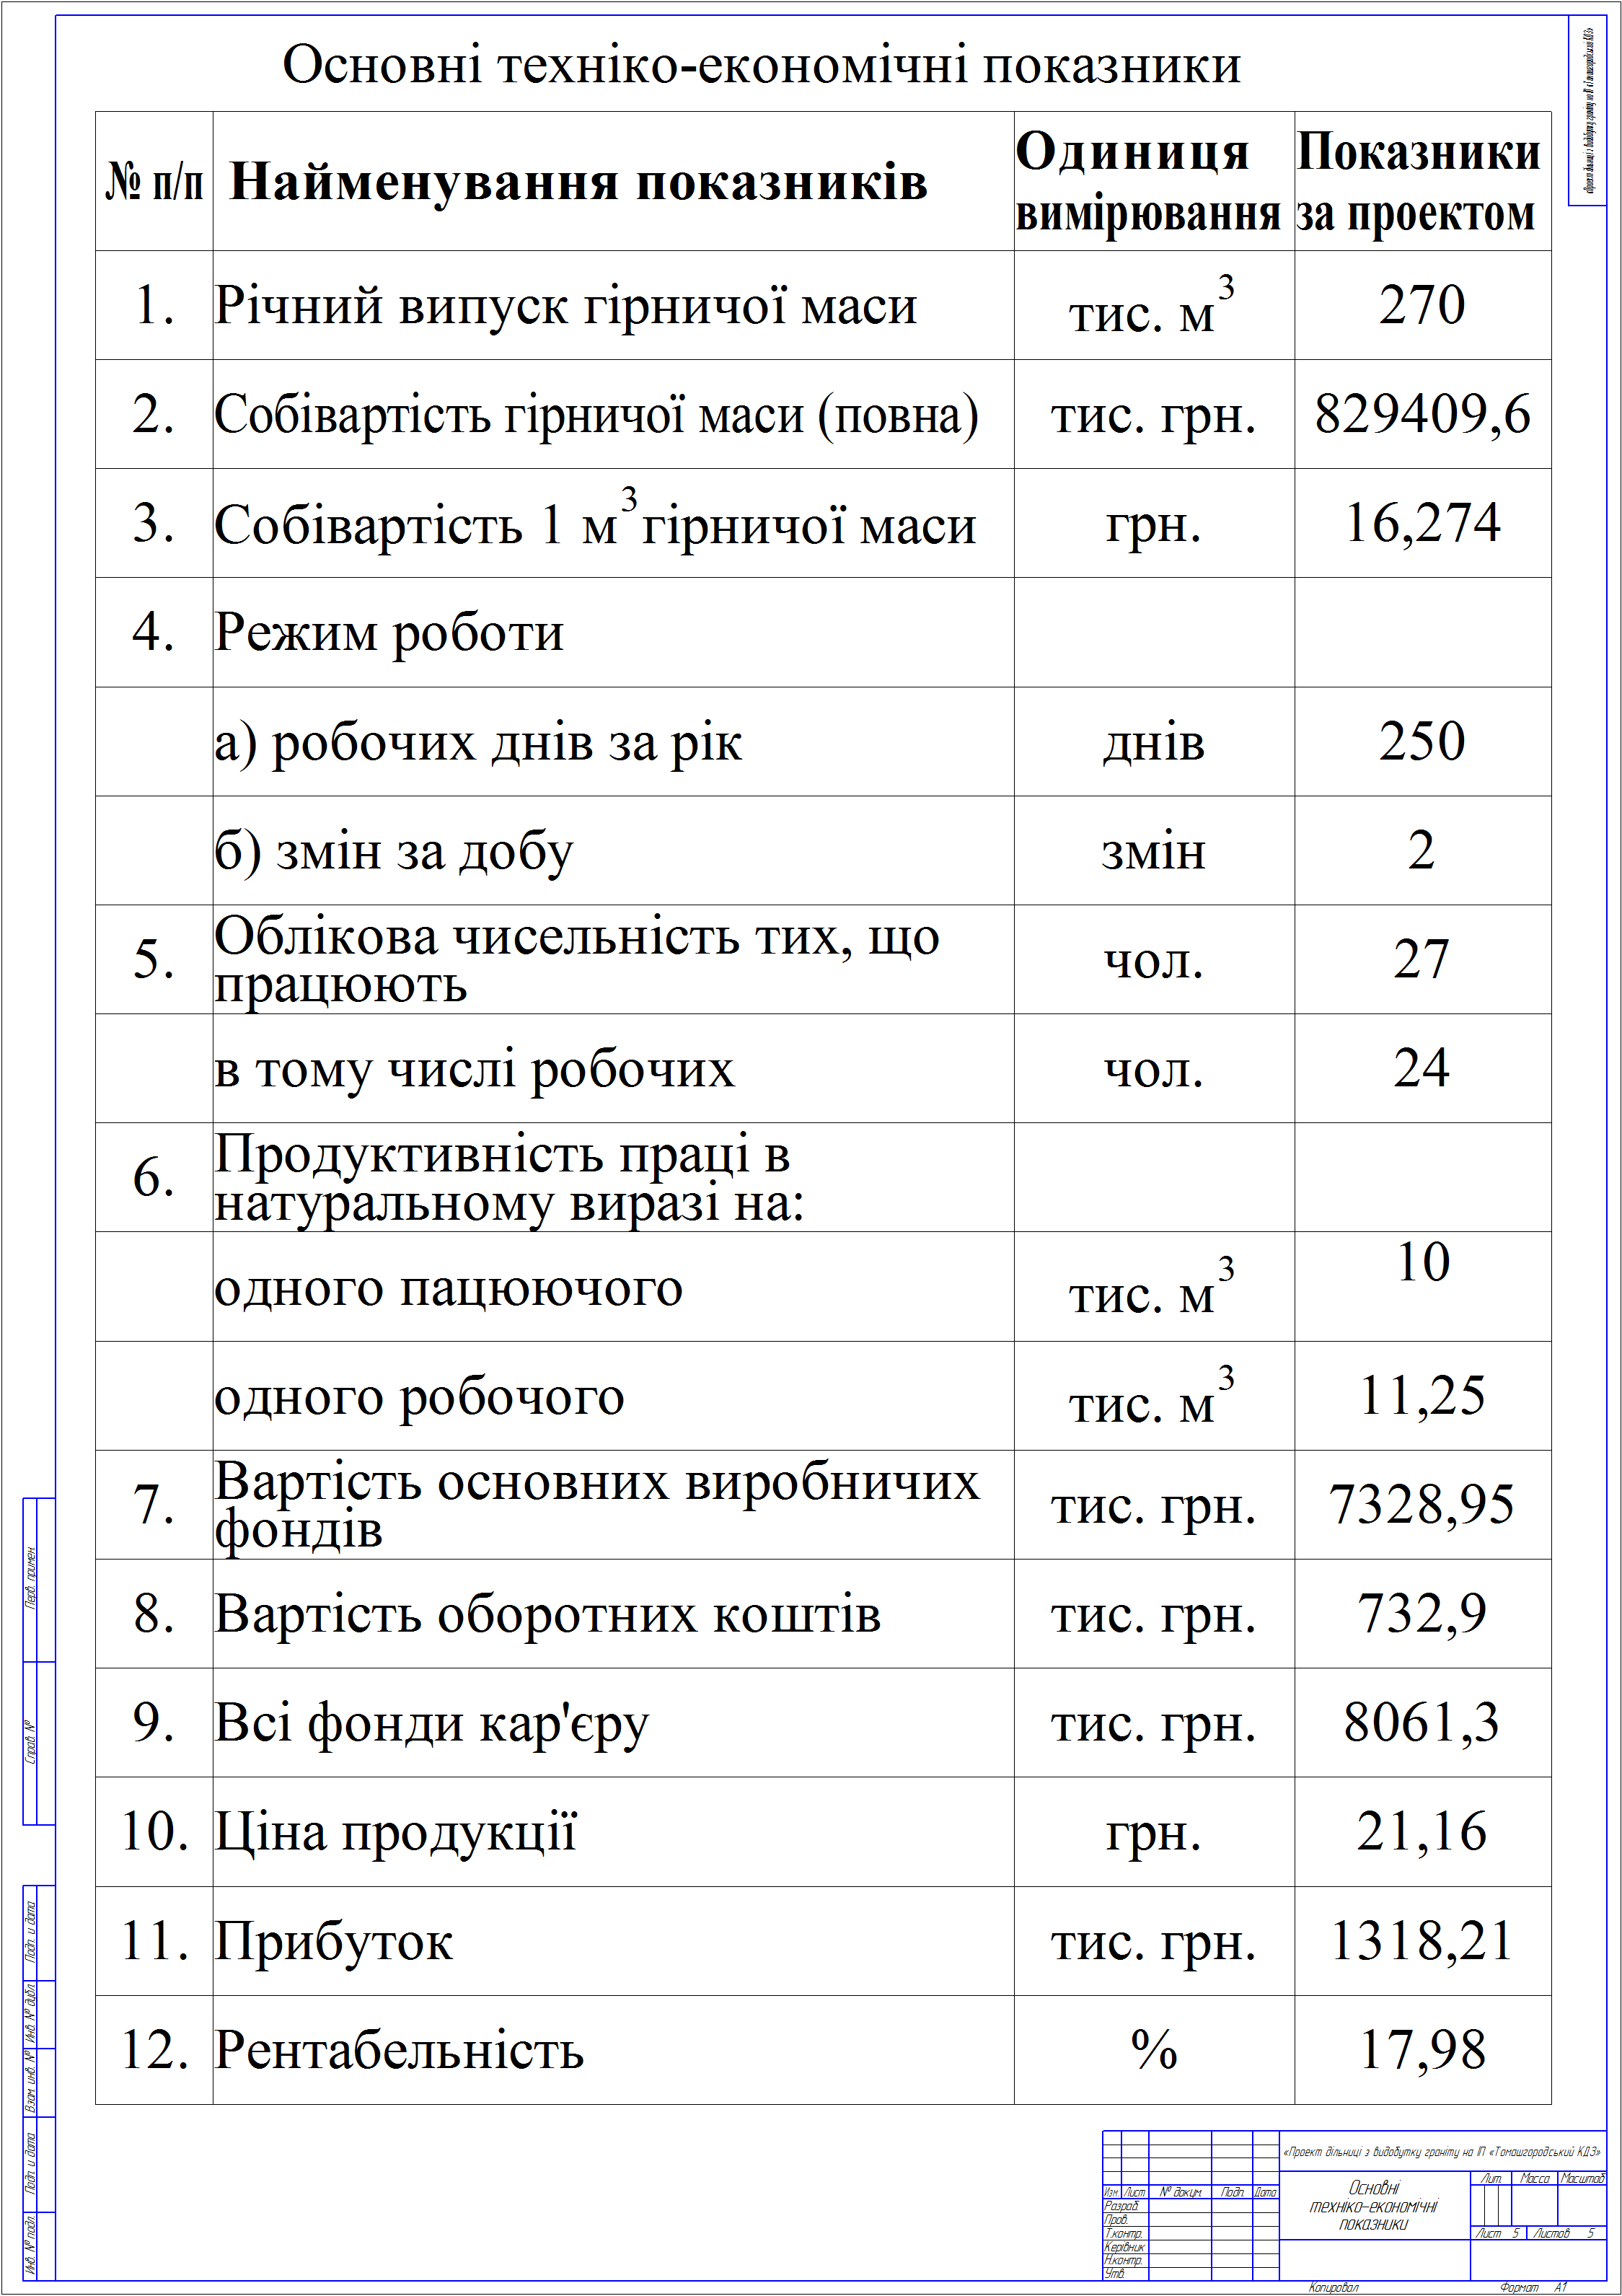 Основні техніко-економічні показники
№ п/п Найменування показників Одиниця вимірювання Показники за проектом
1. Річний випуск гірничої маси тис. м³ 270
2. Собівартість гірничої маси (повна) тис. грн. 829409,6
3. Собівартість 1 м³ гірничої маси грн. 16,274
4. Режим роботи
а) робочих днів за рік днів 250
б) змін за добу змін 2
5. Облікова чисельність тих, що
працюють чол. 27
в тому числі робочих чол. 24
6. Продуктивність праці в
натуральному виразі на:
одного пацюючого тис. м³ 10
одного робочого тис. м³ 11,25
7. Вартість основних виробничих
фондів тис. грн. 7328,95
8. Вартість оборотних коштів тис. грн. 732,9
9. Всі фонди кар'єру тис. грн. 8061,3
10. Ціна продукції грн. 21,16
11. Прибуток тис. грн. 1318,21
12. Рентабельність % 17,98
Перв. примен.
Справ. №
Подп. и дата
Инв. № дубл.
Взам. инв. №
Подп. и дата
Инв. № подл.
«Проект дільниці з видобутку граніту на ІП «Томашгородський КДЗ»
Изм. Лист № докум. Подп. Дата
Разраб.
Пров.
Т.контр.
Керівник
Н.контр.
Утв.
Основні
техніко-економічні
показники
Лит. Масса Масштаб
Лист 5 Листов 5
Копировал Формат А1